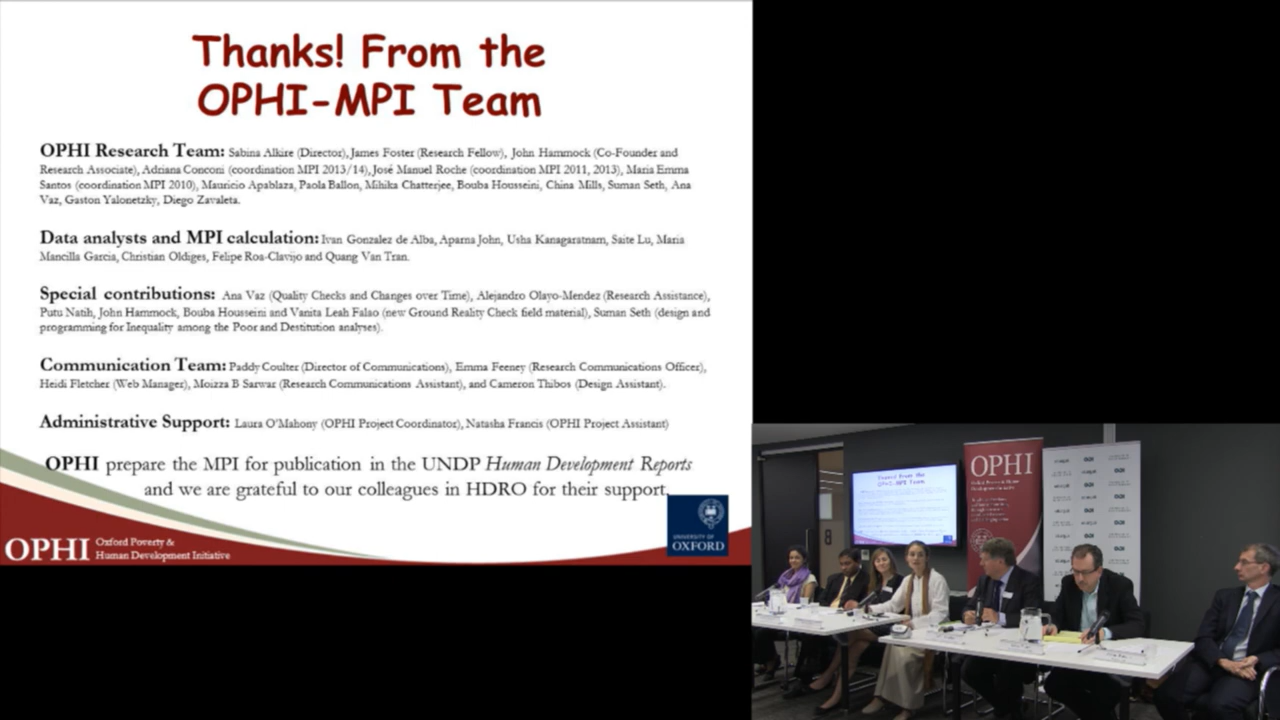 Thanks! From the
OPHI-MPI Team
OPHI Research Team: Sabina Alkire (Director), James Foster (Research Fellow), John Hammock (Co-Founder and
Research Associate), Adriana Conconi (coordination MPI 2013/14), José Manuel Roche (coordination MPI 2011, 2013), Maria Emma
Santos (coordination MPI 2010), Mauricio Apablaza, Paola Ballon, Mihika Chatterjee, Bouba Housseini, China Mills, Suman Seth, Ana
Vaz, Gaston Yalonetzky, Diego Zavaleta.
Data analysts and MPI calculation: Ivan Gonzalez de Alba, Aparna John, Usha Kanagaratnam, Saite Lu, Maria
Mancilla Garcia, Christian Oldiges, Felipe Roa-Clavijo and Quang Van Tran.
Special contributions: Ana Vaz (Quality Checks and Changes over Time), Alejandro Olayo-Mendez (Research Assistance),
Putu Natih, John Hammock, Bouba Housseini and Vanita Leah Falao (new Ground Reality Check field material), Suman Seth (design and
programming for Inequality among the Poor and Destitution analyses).
Communication Team: Paddy Coulter (Director of Communications), Emma Feeney (Research Communications Officer),
Heidi Fletcher (Web Manager), Moizza B Sarwar (Research Communications Assistant), and Cameron Thibos (Design Assistant).
Administrative Support: Laura O'Mahony (OPHI Project Coordinator), Natasha Francis (OPHI Project Assistant)
OPHI prepare the MPI for publication in the UNDP Human Development Reports
and we are grateful to our colleagues in HDRO for their support.
OPHI Oxford Poverty &
Human Development Initiative
UNIVERSITY OF
OXFORD
Thanks! From the
OPHI-MPI Team
OPHI
8